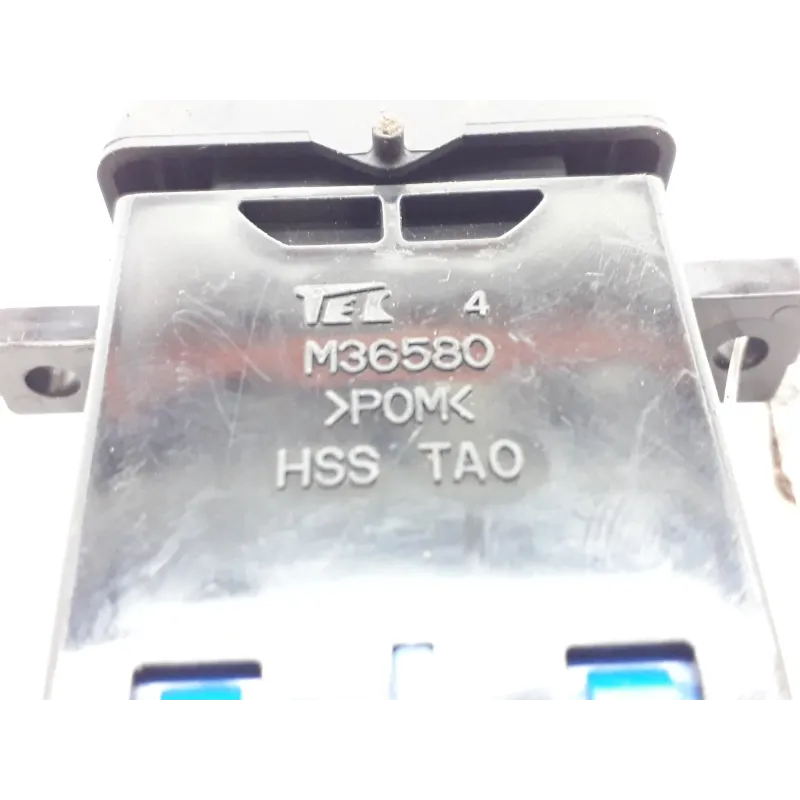 TEK 4
M36580
>POM<
HSS TAO